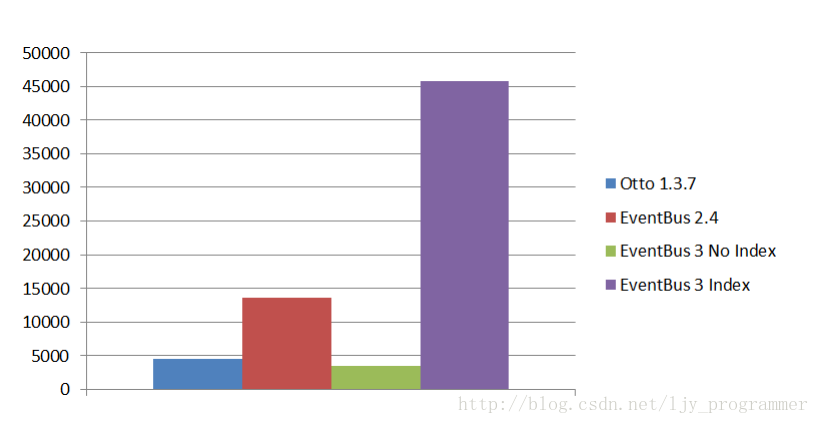 50000
45000
40000
35000
30000
25000
20000
15000
10000
5000
0
Otto 1.3.7
EventBus 2.4
EventBus 3 No Index
EventBus 3 Index
http://blog.csdn.net/ljy_programmer